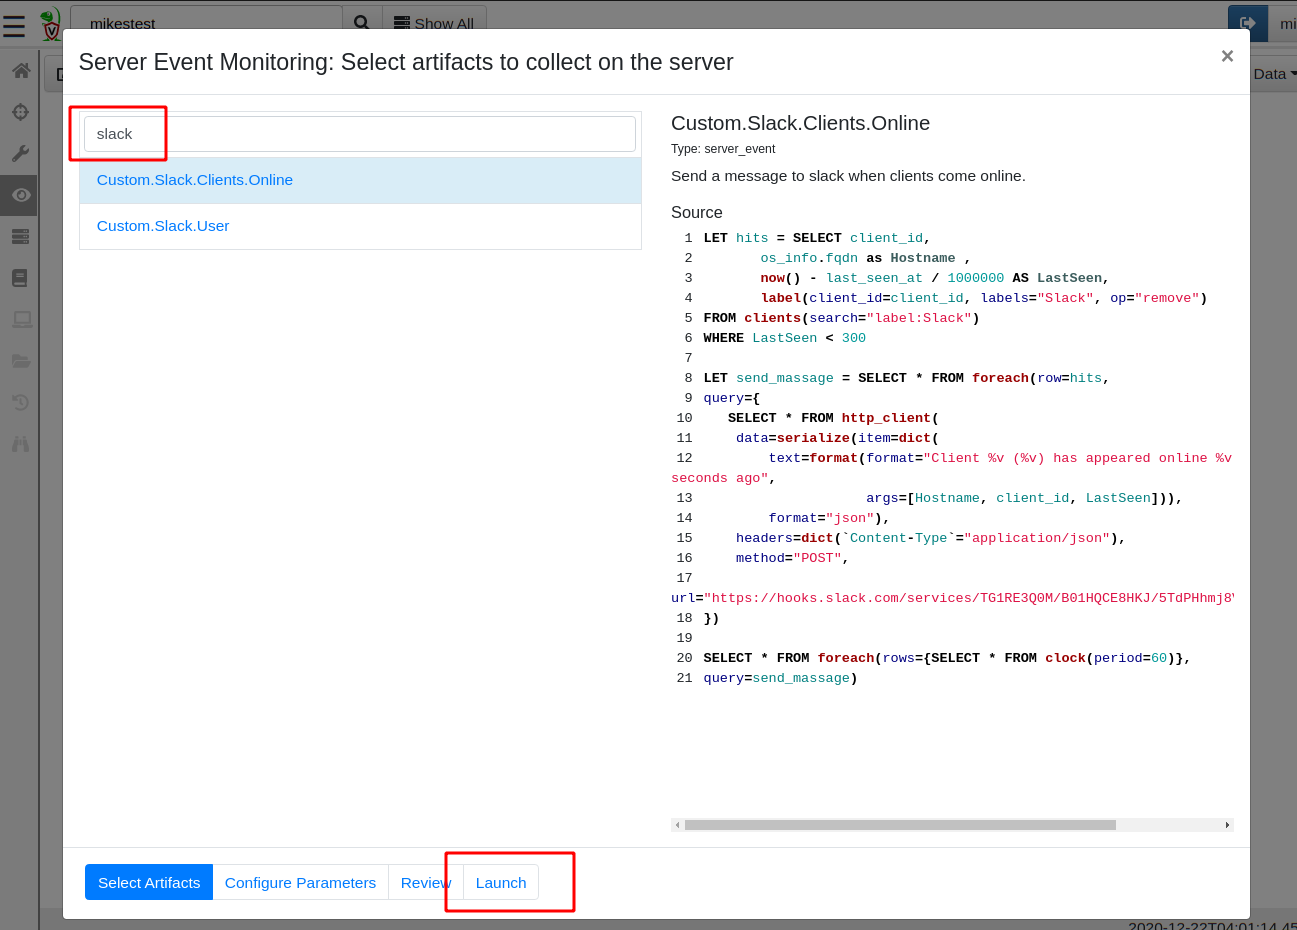 mikestest
Show All
mi
Server Event Monitoring: Select artifacts to collect on the server
×
Data
slack
Custom.Slack.Clients.Online
Custom.Slack.User
Custom.Slack.Clients.Online
Type: server_event
Send a message to slack when clients come online.
Source
1 LET hits = SELECT client_id,
2 os_info.fqdn as Hostname ,
3 now() - last_seen_at / 1000000 AS LastSeen,
4 label(client_id=client_id, labels="Slack", op="remove")
5 FROM clients(search="label:Slack")
6 WHERE LastSeen < 300
7
8 LET send_massage = SELECT * FROM foreach(row=hits,
9 query={
10 SELECT * FROM http_client(
11 data=serialize(item=dict(
12 text=format(format="Client %v (%v) has appeared online %v
seconds ago",
13 args=[Hostname, client_id, LastSeen])),
14 format="json"),
15 headers=dict(`Content-Type`="application/json"),
16 method="POST",
17
url="https://hooks.slack.com/services/TG1RE3Q0M/B01HQCE8HKJ/5TdPHhmj8
18 })
19
20 SELECT * FROM foreach(rows={SELECT * FROM clock(period=60)},
21 query=send_massage)
Select Artifacts
Configure Parameters
Review
Launch
2020-12-22T04:01:14.45